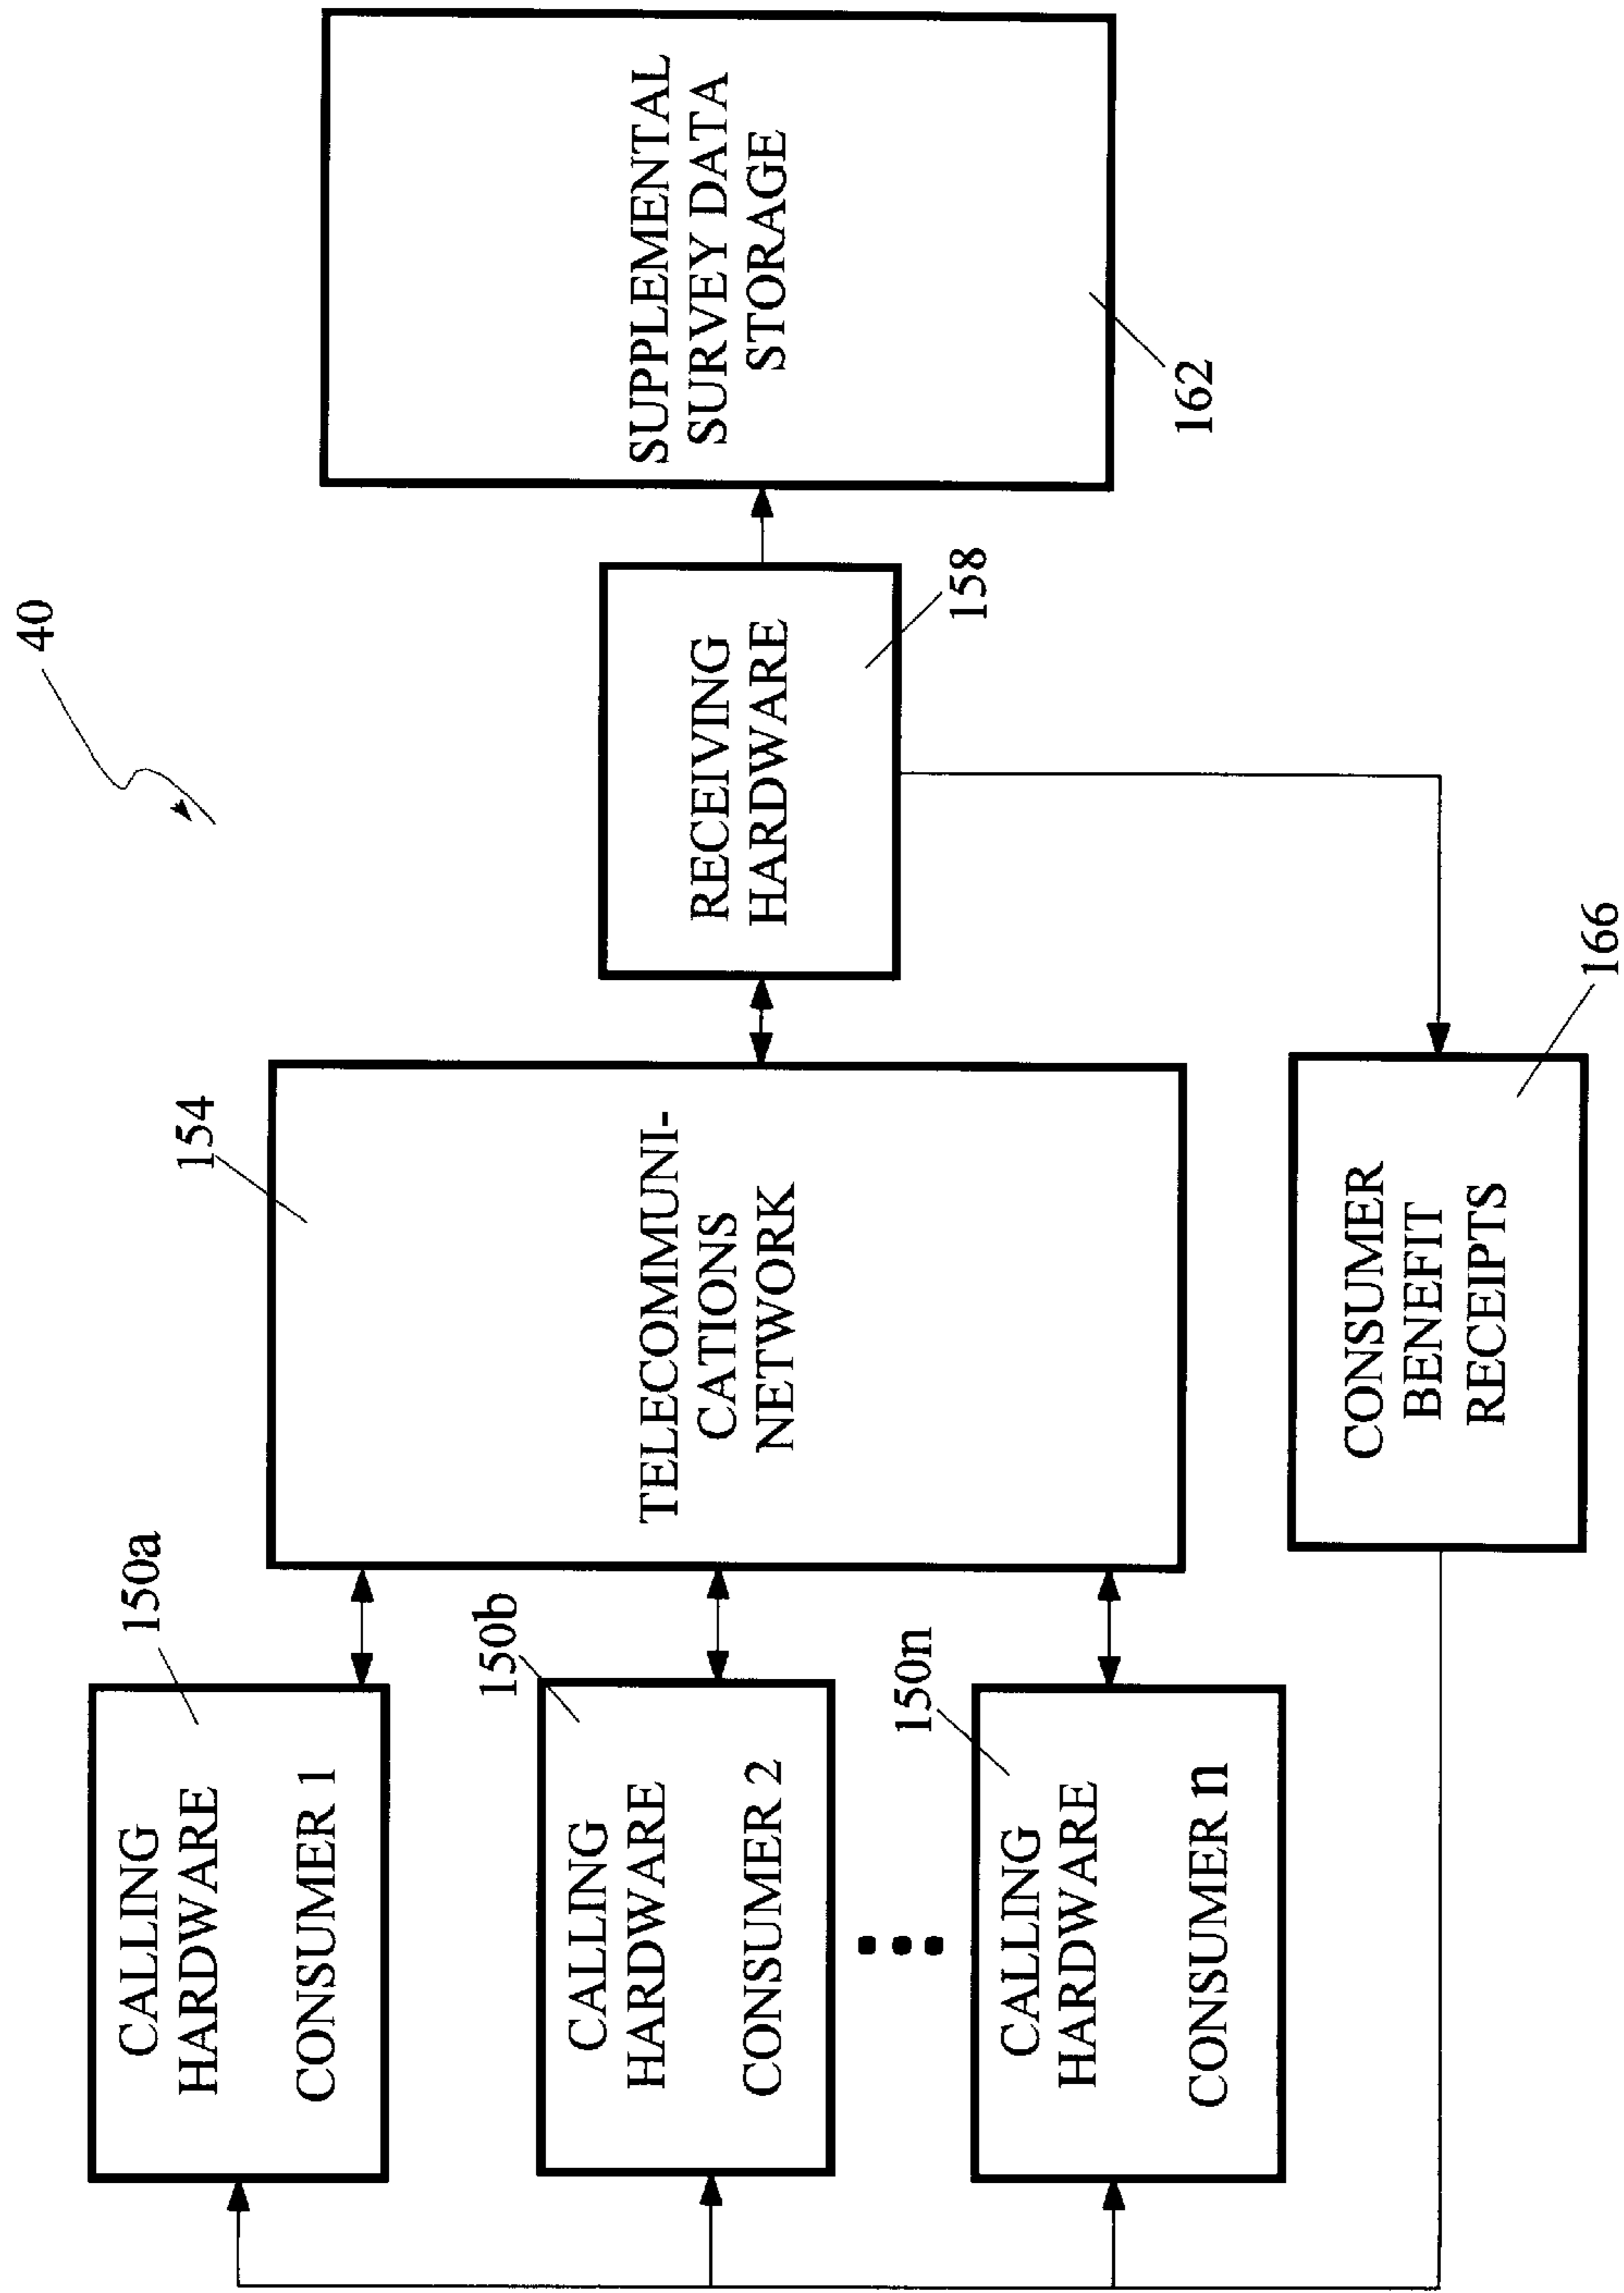 40
150a
CALLING
HARDWARE
CONSUMER 1
150b
CALLING
HARDWARE
CONSUMER 2
150n
CALLING
HARDWARE
CONSUMER n
154
TELECOMMUNI-
CATIONS
NETWORK
RECEIVING
HARDWARE
158
SUPPLEMENTAL
SURVEY DATA
STORAGE
162
CONSUMER
BENEFIT
RECEIPTS
166